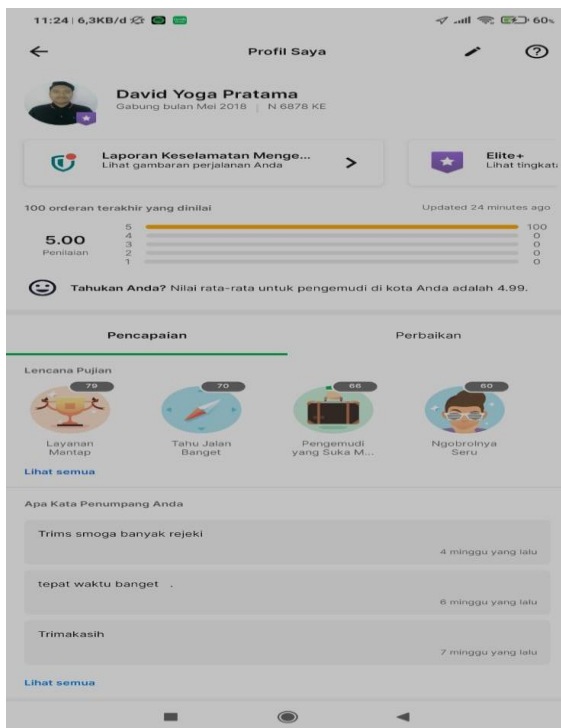 11:24 | 6,3KB/d
60%
Profil Saya
David Yoga Pratama
Gabung bulan Mei 2018 | N 6878 KE
Laporan Keselamatan Menge...
Lihat gambaran perjalanan Anda
Elite+
Lihat tingkat
100 orderan terakhir yang dinilai
Updated 24 minutes ago
5.00
Penilaian
5 100
4 0
3 0
2 0
1 0
Tahukan Anda? Nilai rata-rata untuk pengemudi di kota Anda adalah 4.99.
Pencapaian
Perbaikan
Lencana Pujian
79
70
66
60
Layanan
Mantap
Tahu Jalan
Banget
Pengemudi
yang Suka M...
Ngobrolnya
Seru
Lihat semua
Apa Kata Penumpang Anda
Trims smoga banyak rejeki
4 minggu yang lalu
tepat waktu banget .
6 minggu yang lalu
Trimakasih
7 minggu yang lalu
Lihat semua